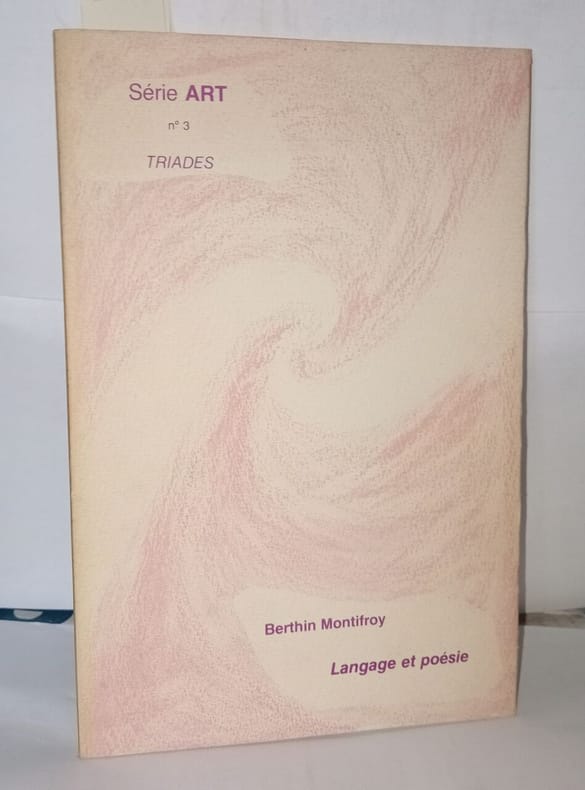 Série ART
n° 3
TRIADES
Berthin Montifroy
Langage et poésie